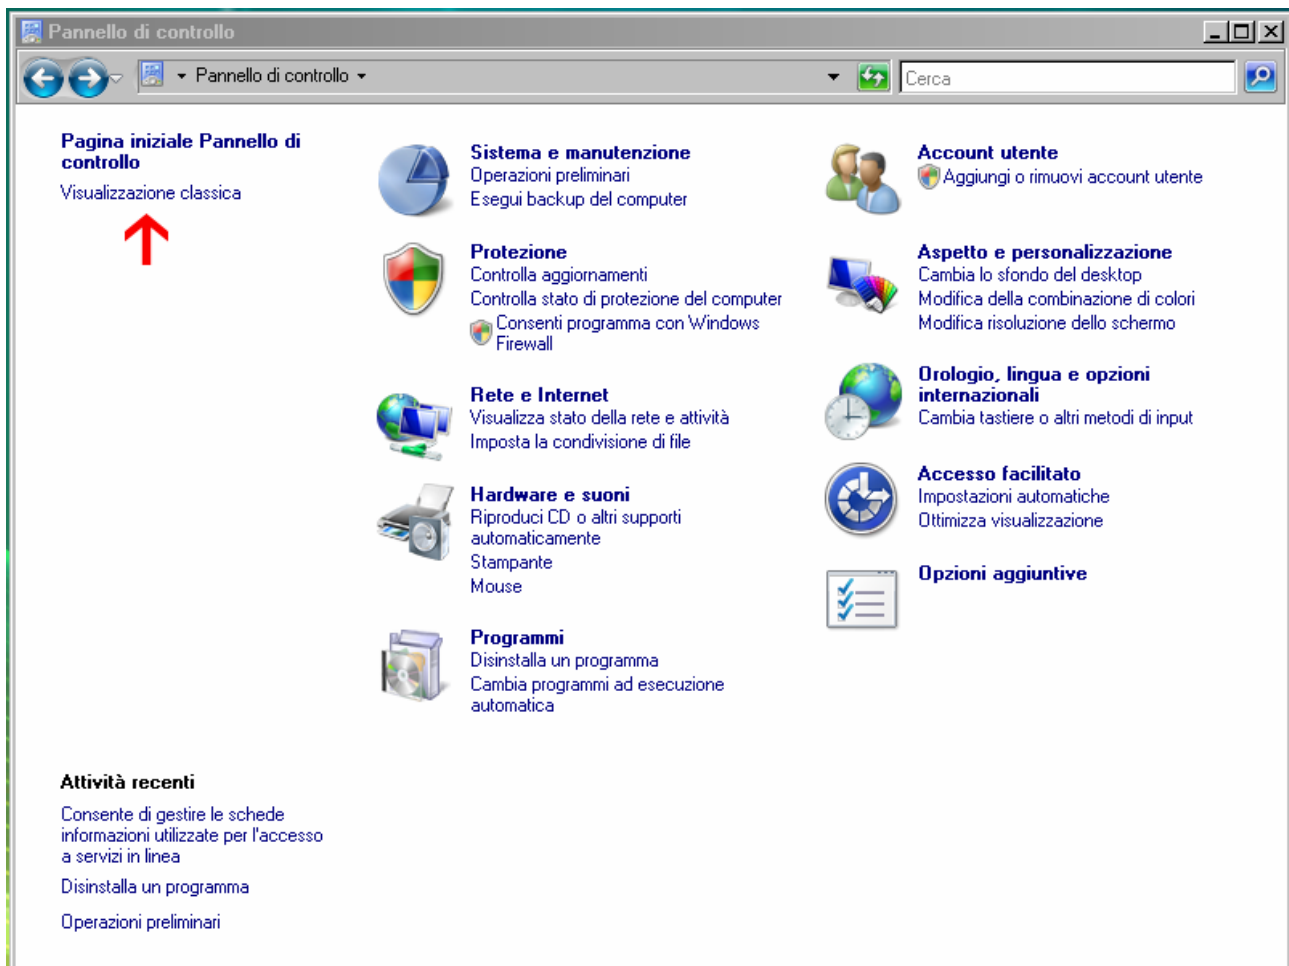 Pannello di controllo
Pannello di controllo
Cerca
Pagina iniziale Pannello di
controllo
Visualizzazione classica
Sistema e manutenzione
Operazioni preliminari
Esegui backup del computer
Protezione
Controlla aggiornamenti
Controlla stato di protezione del computer
Consenti programma con Windows
Firewall
Rete e Internet
Visualizza stato della rete e attività
Imposta la condivisione di file
Hardware e suoni
Riproduci CD o altri supporti
automaticamente
Stampante
Mouse
Programmi
Disinstalla un programma
Cambia programmi ad esecuzione
automatica
Account utente
Aggiungi o rimuovi account utente
Aspetto e personalizzazione
Cambia lo sfondo del desktop
Modifica della combinazione di colori
Modifica risoluzione dello schermo
Orologio, lingua e opzioni
internazionali
Cambia tastiere o altri metodi di input
Accesso facilitato
Impostazioni automatiche
Ottimizza visualizzazione
Opzioni aggiuntive
Attività recenti
Consente di gestire le schede
informazioni utilizzate per l'accesso
a servizi in linea
Disinstalla un programma
Operazioni preliminari